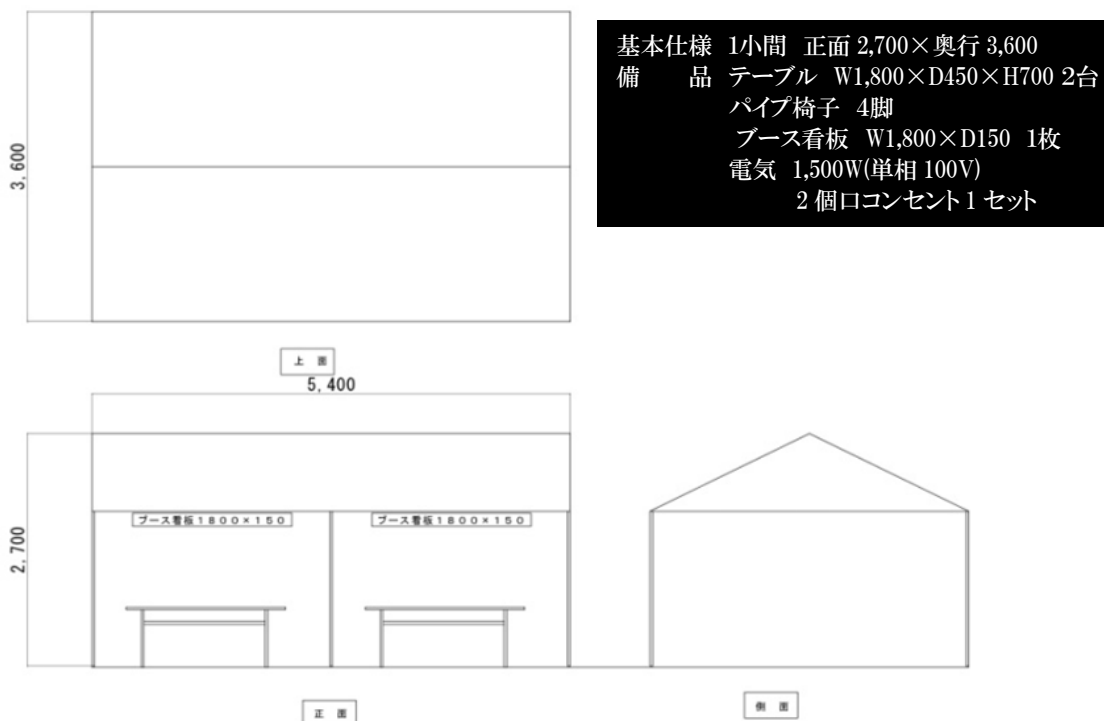 基本仕様 1小間 正面 2,700×奥行 3,600
備 品 テーブル W1,800×D450×H700 2台
パイプ椅子 4脚
ブース看板 W1,800×D150 1枚
電気 1,500W(単相 100V)
2 個口コンセント 1 セット
3,600
上 面
5,400
2,700
ブース看板1800×150
ブース看板1800×150
正 面
側 面